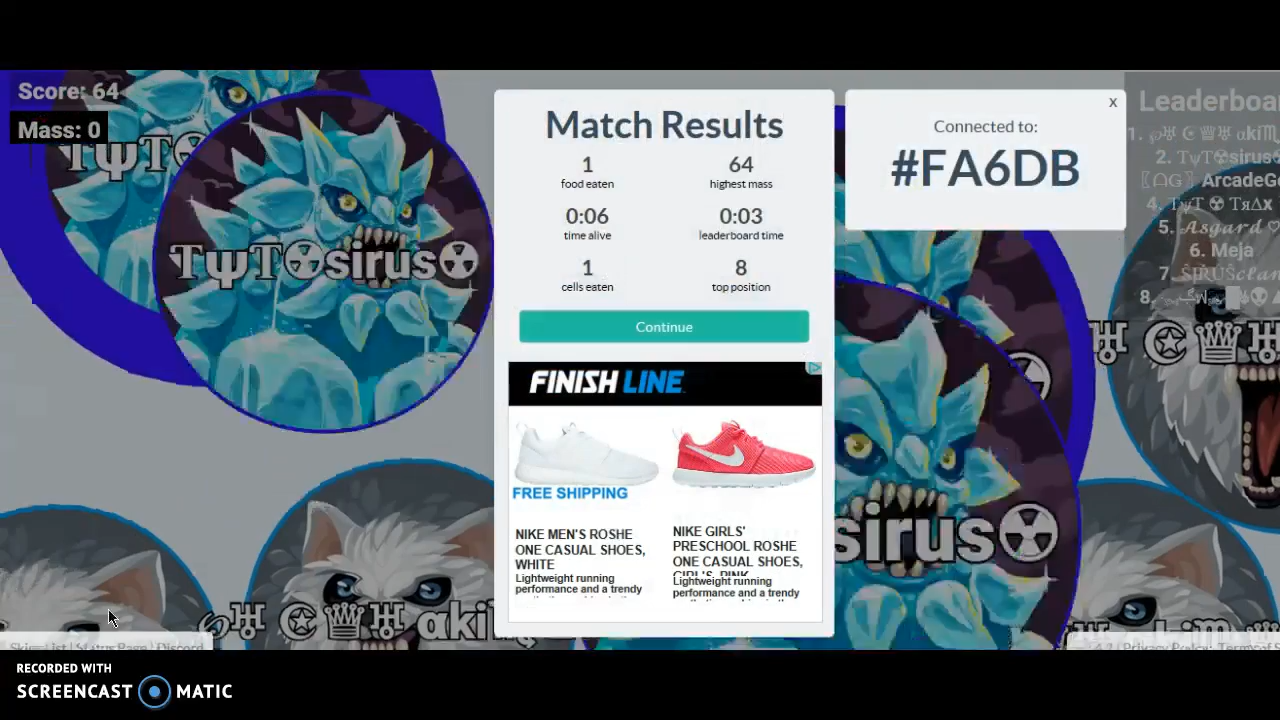 Score: 64
Mass: 0
TψT☢sirus☢
Match Results
1
food eaten
64
highest mass
0:06
time alive
0:03
leaderboard time
1
cells eaten
8
top position
Continue
x
Connected to:
#FA6DB
Leaderboa
2. TψT☢sirus
ArcadeG
4. TψT ☢ TяΔx
5. 𝓐𝓼𝓰𝓪𝓻𝓭 ♡
6. Meja
7.
8.
FINISH LINE
FREE SHIPPING
NIKE MEN'S ROSHE
ONE CASUAL SHOES,
WHITE
Lightweight running
performance and a trendy
NIKE GIRLS'
PRESCHOOL ROSHE
ONE CASUAL SHOES,
Lightweight running
performance and a trendy
sirus☢
RECORDED WITH
SCREENCAST MATIC